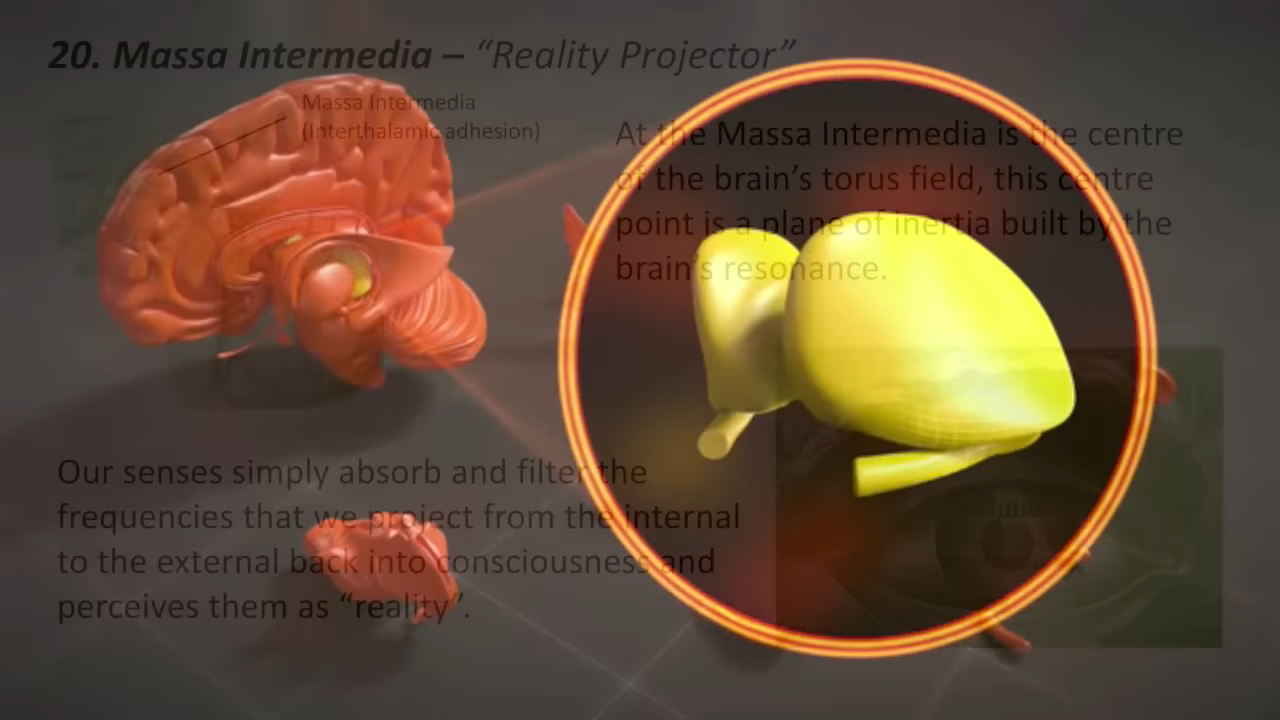 20. Massa Intermedia – “Reality Projector”
Massa Intermedia
(Interthalamic adhesion)
At the Massa Intermedia is the centre
of the brain’s torus field, this centre
point is a plane of inertia built by the
brain’s resonance.
Our senses simply absorb and filter the
frequencies that we project from the internal
to the external back into consciousness and
perceives them as “reality”.